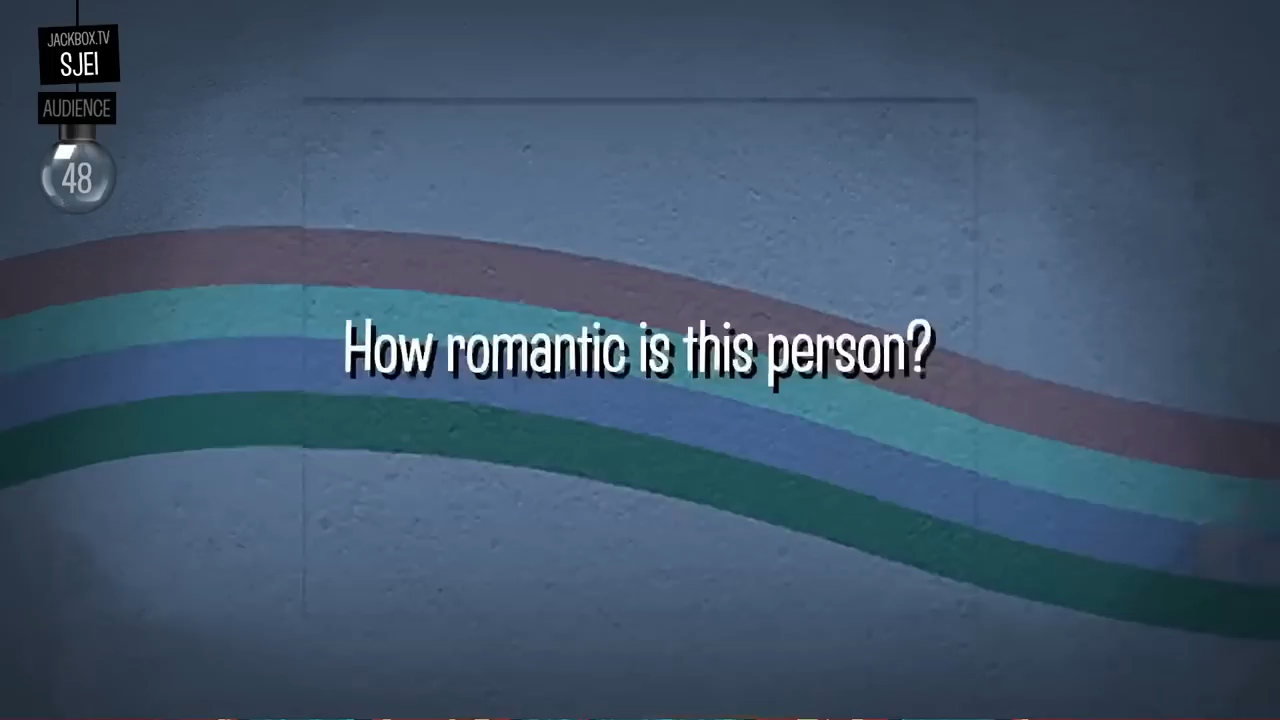 JACKBOX.TV
SJEI
AUDIENCE
48
How romantic is this person?